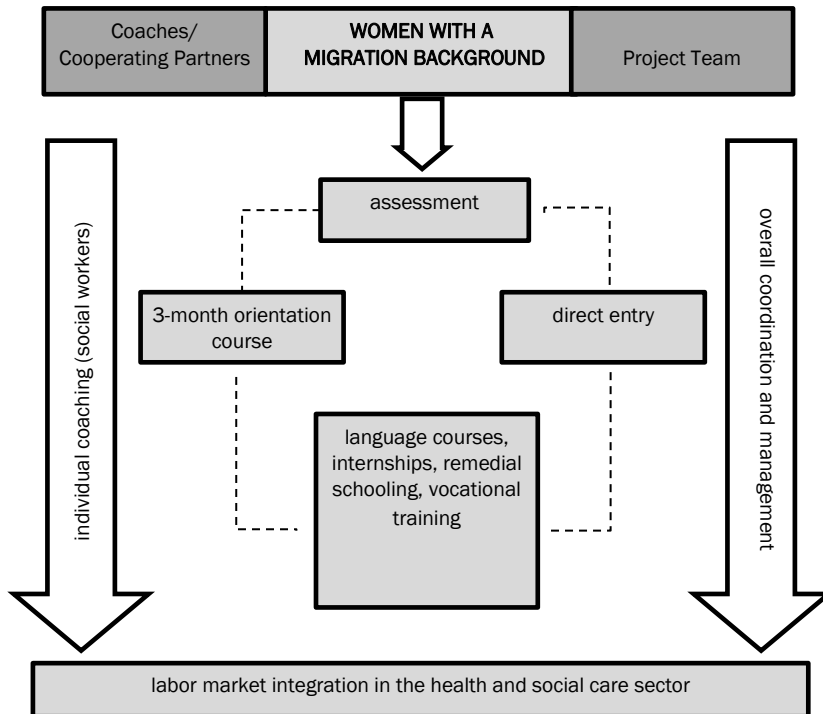 Coaches/
Cooperating Partners
WOMEN WITH A
MIGRATION BACKGROUND
Project Team
assessment
individual coaching (social workers)
overall coordination and management
3-month orientation
course
direct entry
language courses,
internships, remedial
schooling, vocational
training
labor market integration in the health and social care sector